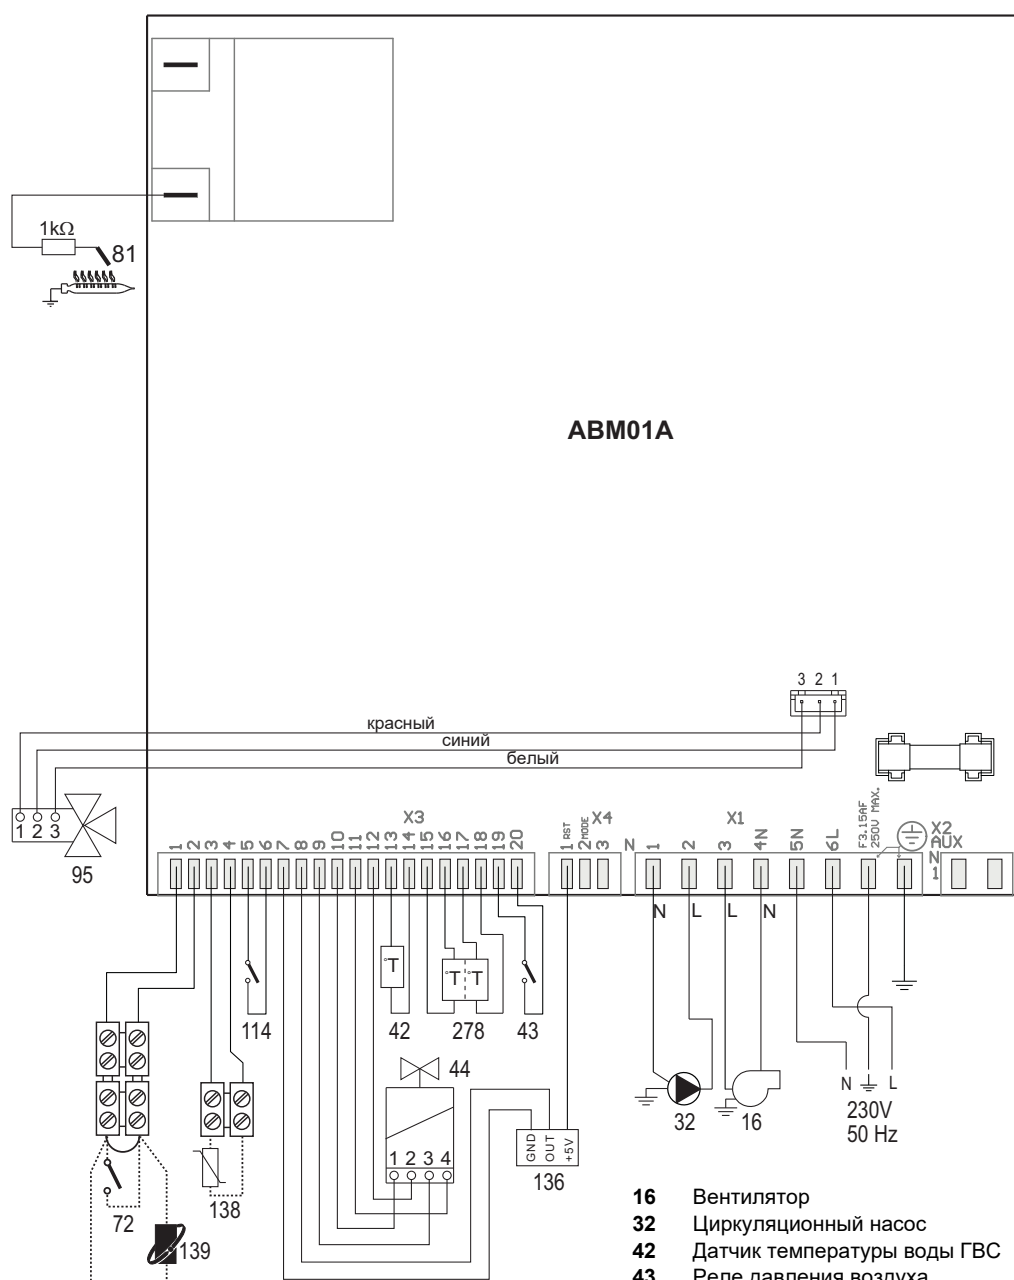 1kΩ
81
ABM01A
3 2 1
красный
синий
белый
1 2 3
95
X3
1 2 3 4 5 6 7 8 9 10 11 12 13 14 15 16 17 18 19 20
X4
1 RST
2 MODE
3
X1
N 1 2 3 4N 5N 6L
F3.15AF
250V MAX.
X2
AUX
N
1
N L L N
°T
°T °T
114
42
278
43
44
N L
230V
50 Hz
32
16
1 2 3 4
GND
OUT
+5V
136
72
138
139
16 Вентилятор
32 Циркуляционный насос
42 Датчик температуры воды ГВС
43 Реле давления воздуха